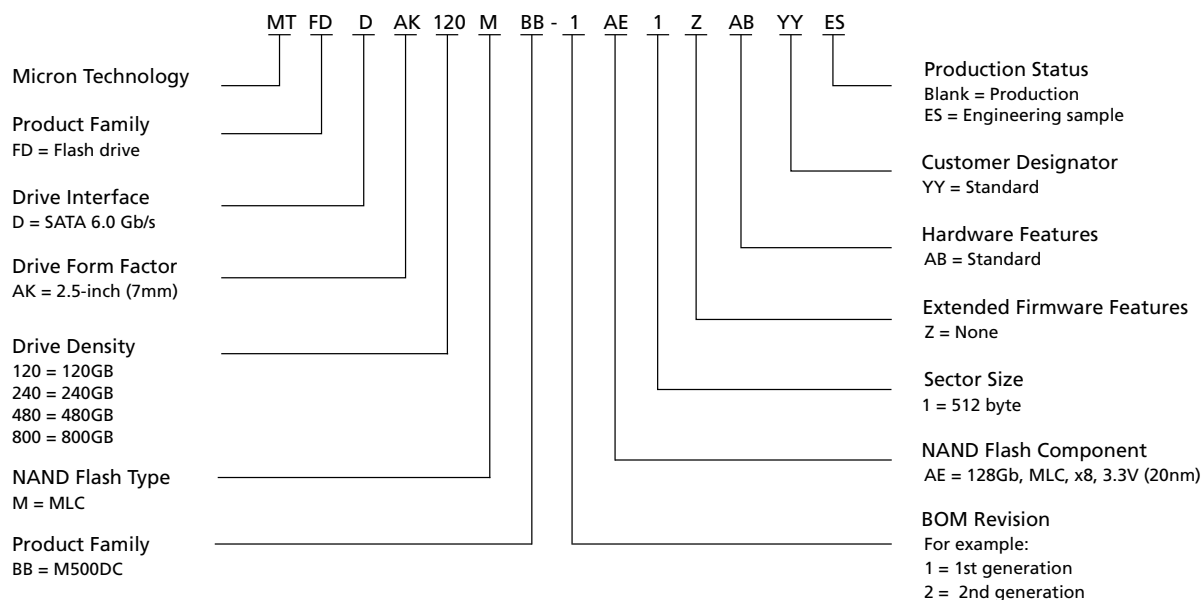 MT FD D AK 120 M BB - 1 AE 1 Z AB YY ES
Micron Technology
Product Family
FD = Flash drive
Drive Interface
D = SATA 6.0 Gb/s
Drive Form Factor
AK = 2.5-inch (7mm)
Drive Density
120 = 120GB
240 = 240GB
480 = 480GB
800 = 800GB
NAND Flash Type
M = MLC
Product Family
BB = M500DC
Production Status
Blank = Production
ES = Engineering sample
Customer Designator
YY = Standard
Hardware Features
AB = Standard
Extended Firmware Features
Z = None
Sector Size
1 = 512 byte
NAND Flash Component
AE = 128Gb, MLC, x8, 3.3V (20nm)
BOM Revision
For example:
1 = 1st generation
2 = 2nd generation